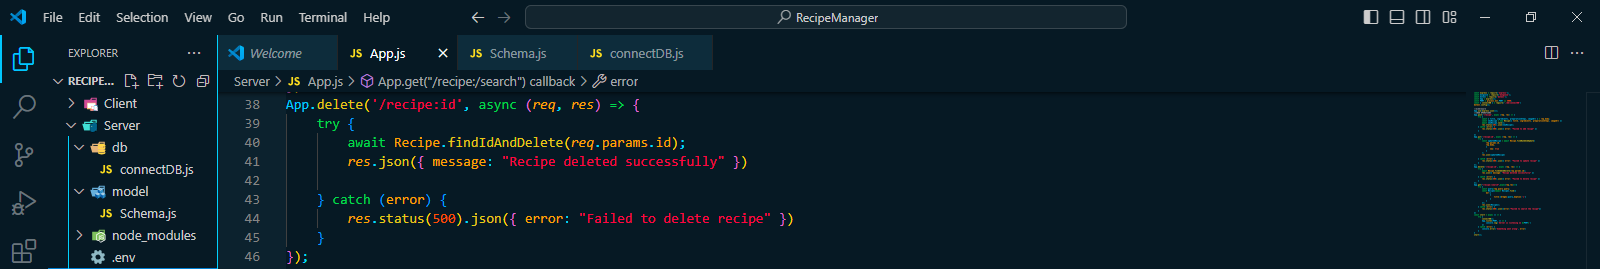 File Edit Selection View Go Run Terminal Help RecipeManager
EXPLORER ... Welcome JS App.js JS Schema.js JS connectDB.js
RECIPE... Server > JS App.js > App.get("/recipe:/search") callback > error
Client
Server
db
JS connectDB.js
model
JS Schema.js
node_modules
.env
38 App.delete('/recipe:id', async (req, res) => {
39 try {
40 await Recipe.findIdAndDelete(req.params.id);
41 res.json({ message: "Recipe deleted successfully" })
42
43 } catch (error) {
44 res.status(500).json({ error: "Failed to delete recipe" })
45 }
46 });